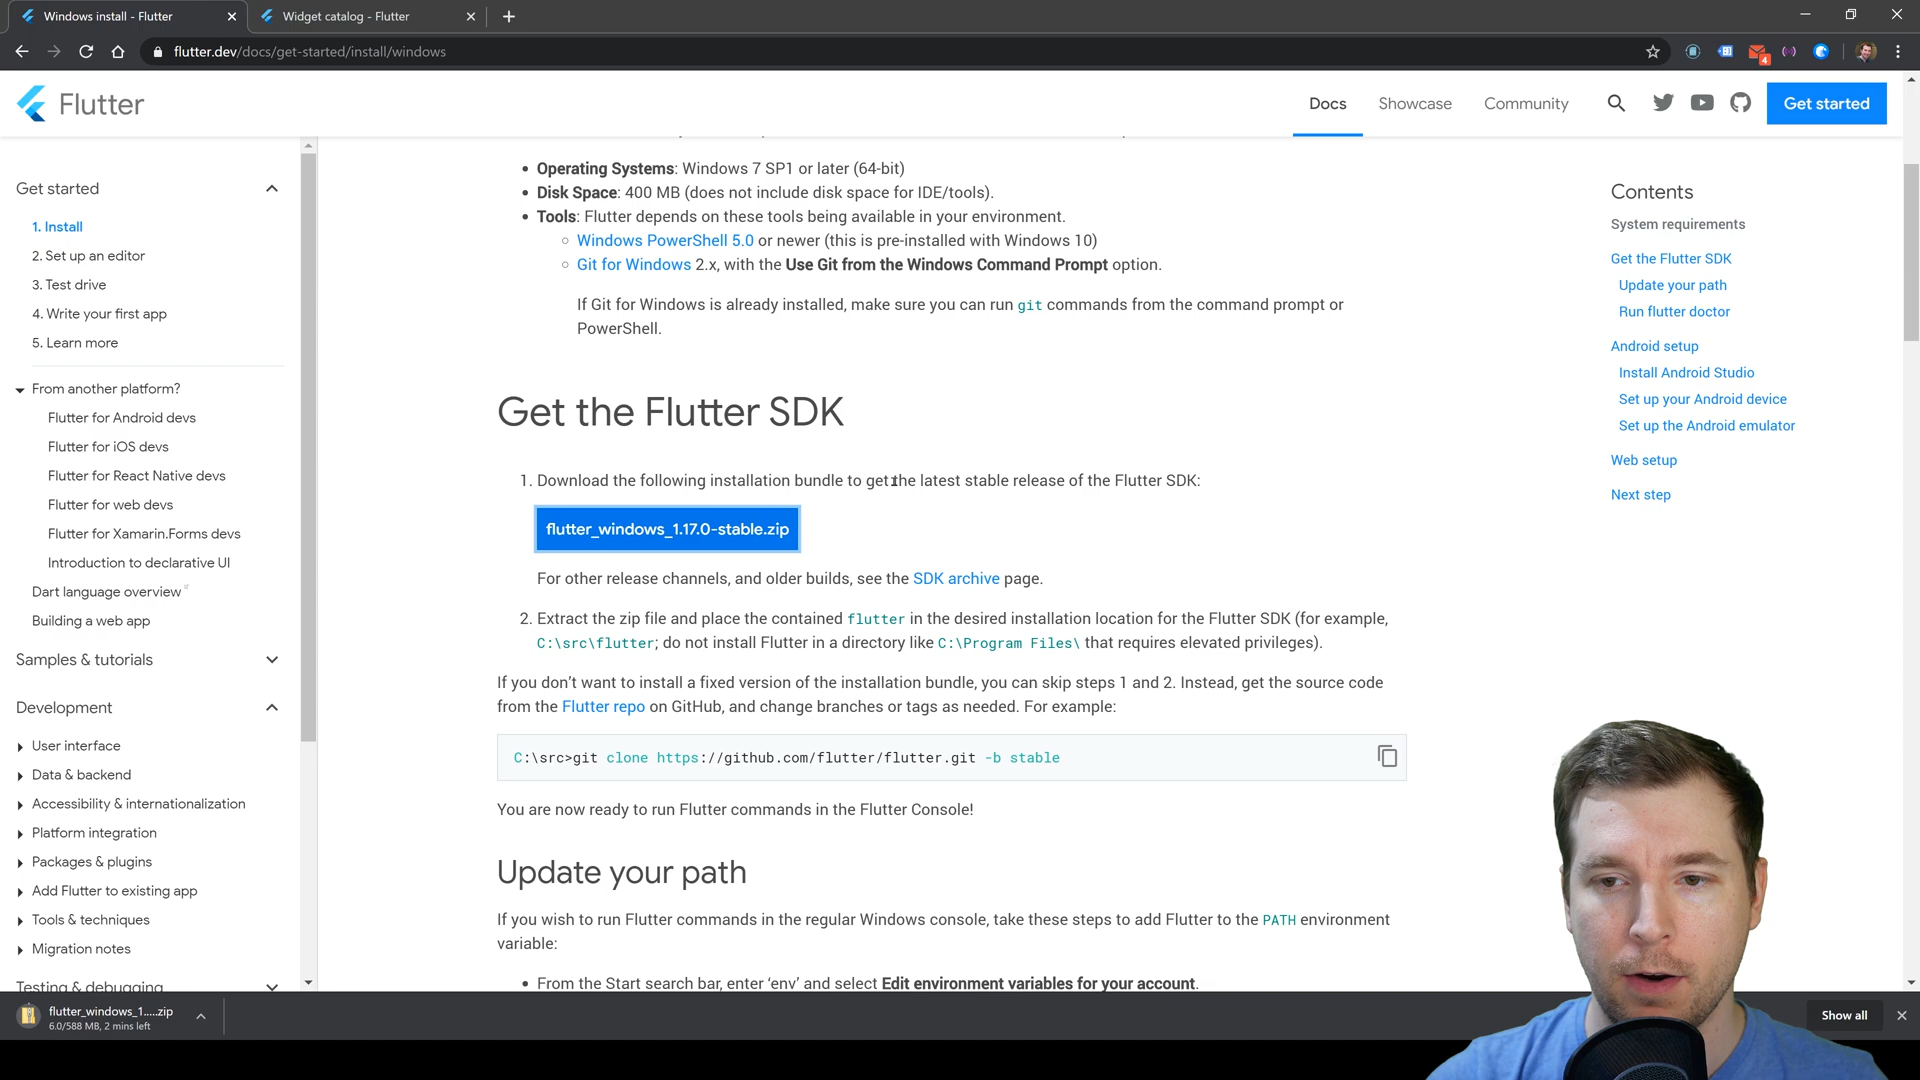 Windows install - Flutter
Widget catalog - Flutter
flutter.dev/docs/get-started/install/windows
4
Flutter
Docs
Showcase
Community
Get started
Get started
1. Install
2. Set up an editor
3. Test drive
4. Write your first app
5. Learn more
From another platform?
Flutter for Android devs
Flutter for iOS devs
Flutter for React Native devs
Flutter for web devs
Flutter for Xamarin.Forms devs
Introduction to declarative UI
Dart language overview
Building a web app
Samples & tutorials
Development
User interface
Data & backend
Accessibility & internationalization
Platform integration
Packages & plugins
Add Flutter to existing app
Tools & techniques
Migration notes
Testing & debugging
• Operating Systems: Windows 7 SP1 or later (64-bit)
• Disk Space: 400 MB (does not include disk space for IDE/tools).
• Tools: Flutter depends on these tools being available in your environment.
○ Windows PowerShell 5.0 or newer (this is pre-installed with Windows 10)
○ Git for Windows 2.x, with the Use Git from the Windows Command Prompt option.
If Git for Windows is already installed, make sure you can run git commands from the command prompt or
PowerShell.
Get the Flutter SDK
1. Download the following installation bundle to get the latest stable release of the Flutter SDK:
flutter_windows_1.17.0-stable.zip
For other release channels, and older builds, see the SDK archive page.
2. Extract the zip file and place the contained flutter in the desired installation location for the Flutter SDK (for example,
C:\src\flutter; do not install Flutter in a directory like C:\Program Files\ that requires elevated privileges).
If you don’t want to install a fixed version of the installation bundle, you can skip steps 1 and 2. Instead, get the source code
from the Flutter repo on GitHub, and change branches or tags as needed. For example:
C:\src>git clone https://github.com/flutter/flutter.git -b stable
You are now ready to run Flutter commands in the Flutter Console!
Update your path
If you wish to run Flutter commands in the regular Windows console, take these steps to add Flutter to the PATH environment
variable:
• From the Start search bar, enter ‘env’ and select Edit environment variables for your account.
Contents
System requirements
Get the Flutter SDK
Update your path
Run flutter doctor
Android setup
Install Android Studio
Set up your Android device
Set up the Android emulator
Web setup
Next step
flutter_windows_1.....zip
6.0/588 MB, 2 mins left
Show all